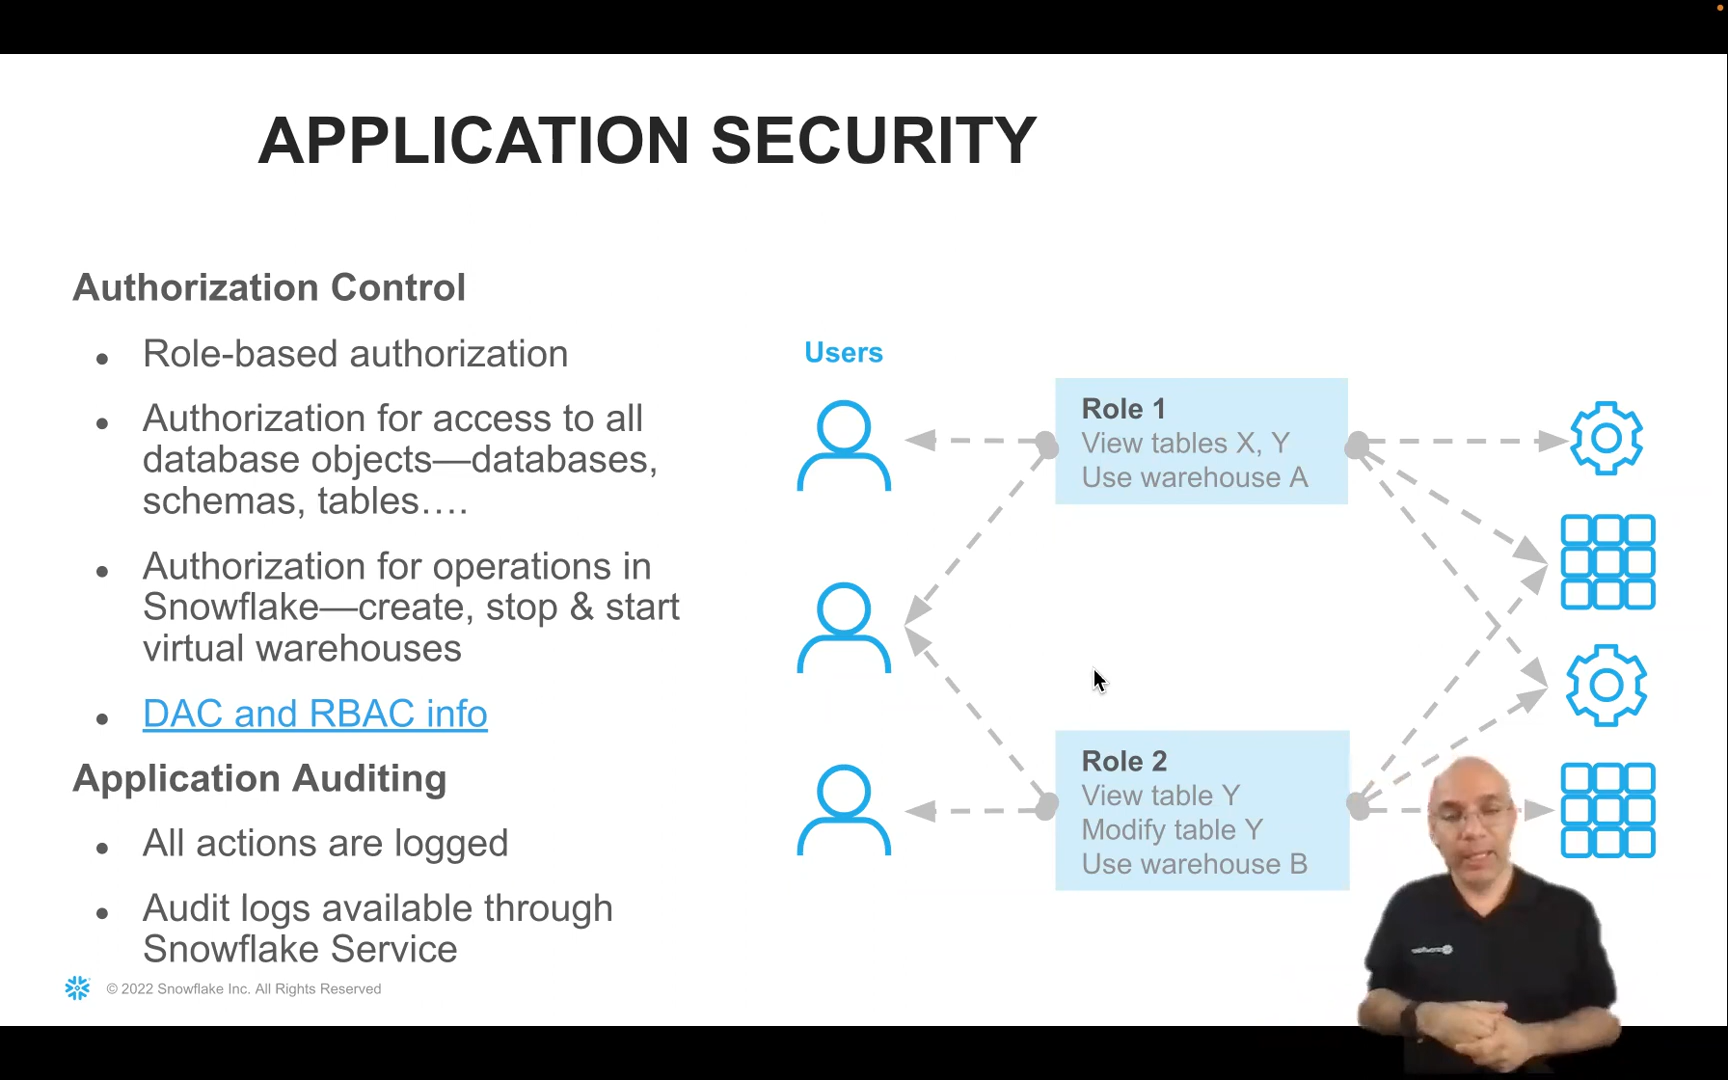 APPLICATION SECURITY
Authorization Control
● Role-based authorization
● Authorization for access to all
database objects—databases,
schemas, tables….
● Authorization for operations in
Snowflake—create, stop & start
virtual warehouses
● DAC and RBAC info
Application Auditing
● All actions are logged
● Audit logs available through
Snowflake Service
Users
Role 1
View tables X, Y
Use warehouse A
Role 2
View table Y
Modify table Y
Use warehouse B
© 2022 Snowflake Inc. All Rights Reserved